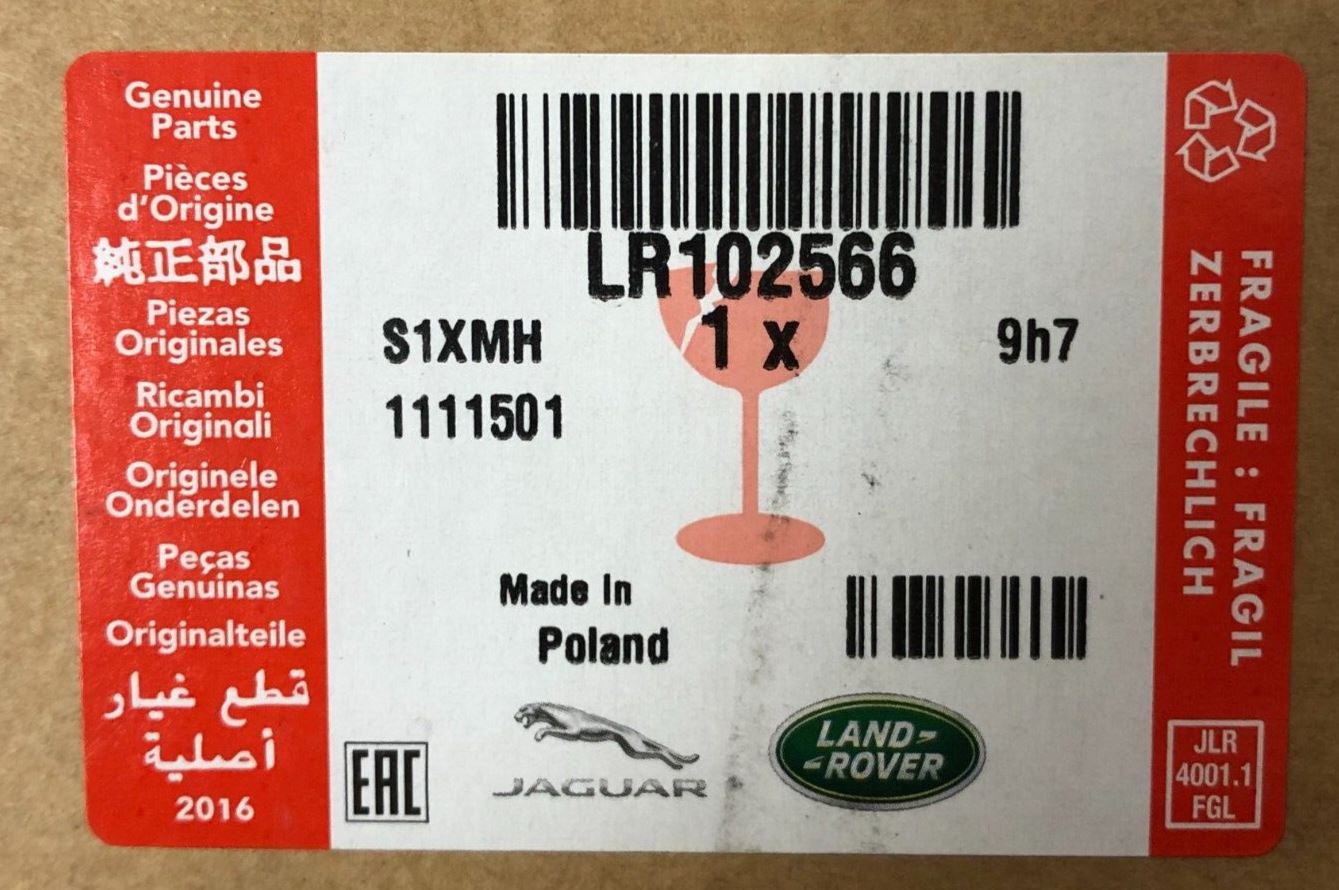 Genuine
Parts
Pièces
d'Origine
純正部品
Piezas
Originales
Ricambi
Originali
Originele
Onderdelen
Peças
Genuinas
Originalteile
قطع غيار
أصلية
2016
LR102566
S1XMH 1 x 9h7
1111501
Made In
Poland
EAC
JAGUAR
LAND-
-ROVER
FRAGILE : FRAGIL
ZERBRECHLICH
JLR
4001.1
FGL